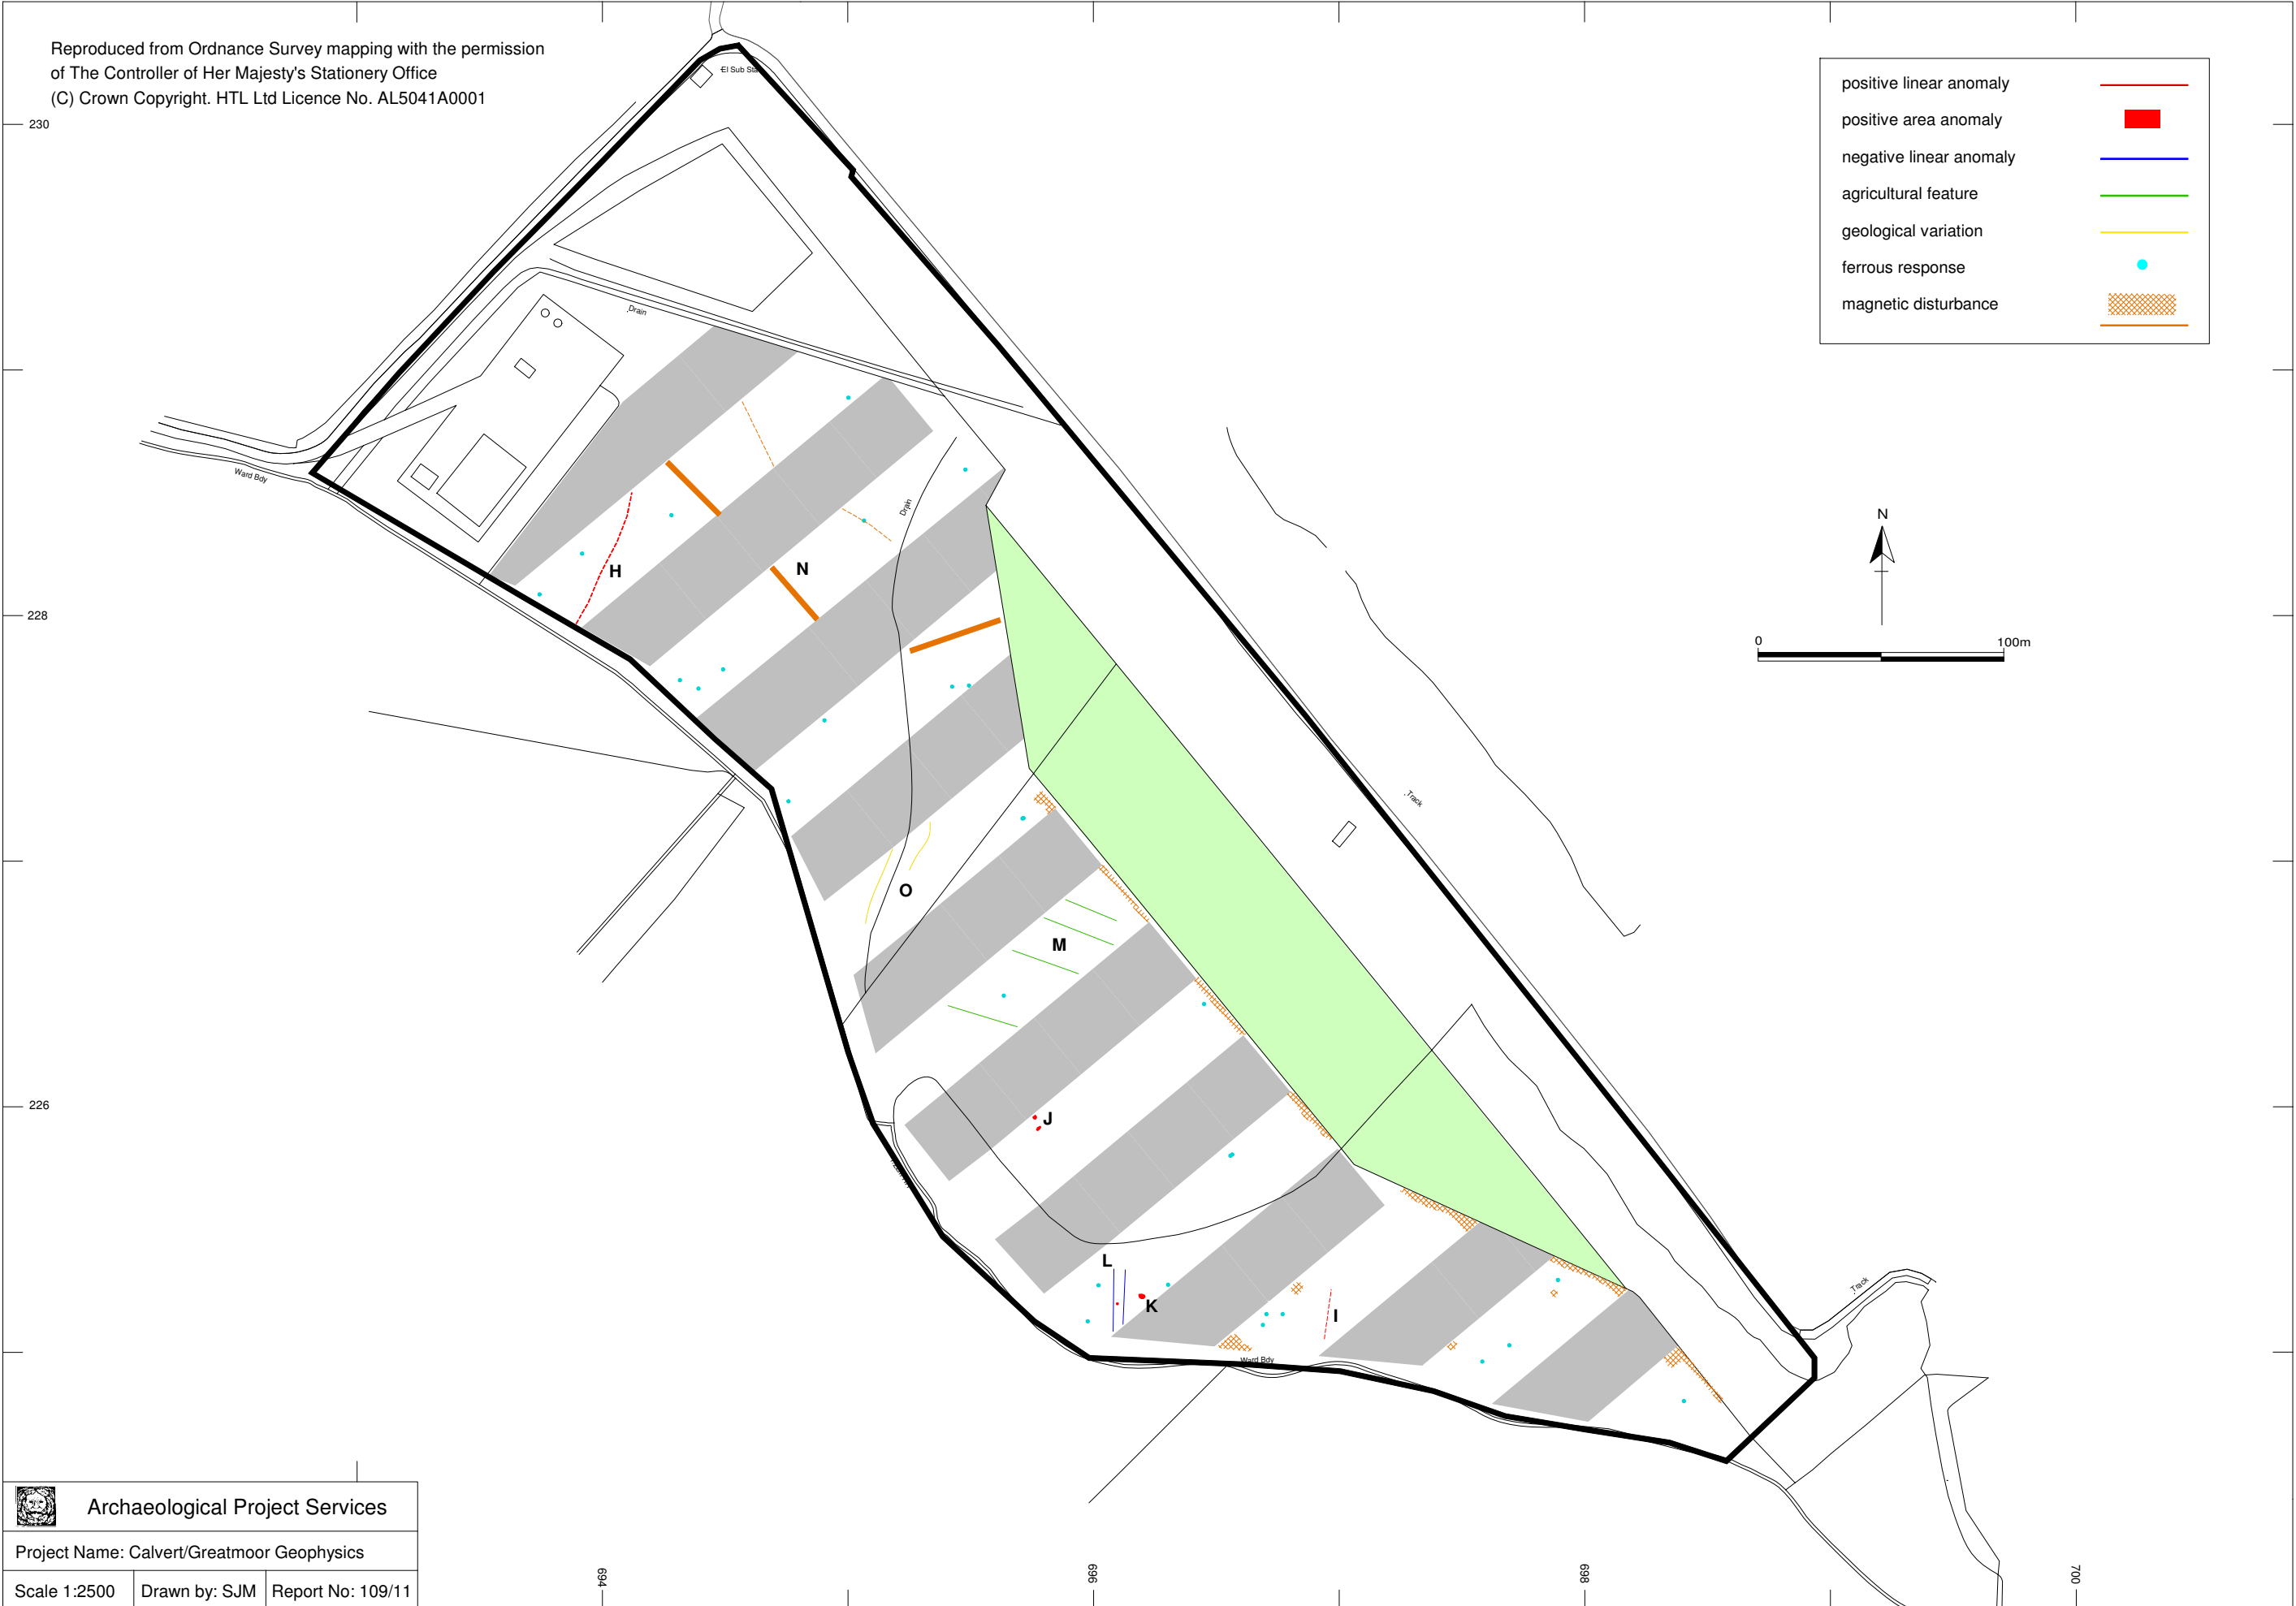 Reproduced from Ordnance Survey mapping with the permission
of The Controller of Her Majesty's Stationery Office
(C) Crown Copyright. HTL Ltd Licence No. AL5041A0001
El Sub Sta
positive linear anomaly
positive area anomaly
negative linear anomaly
agricultural feature
geological variation
ferrous response
magnetic disturbance
230
Drain
Ward Bdy
Drain
N
H
N
228
0
100m
Track
O
M
226
J
L
K
I
Ward Bdy
Track
Archaeological Project Services
Project Name: Calvert/Greatmoor Geophysics
Scale 1:2500
Drawn by: SJM
Report No: 109/11
694
696
698
700